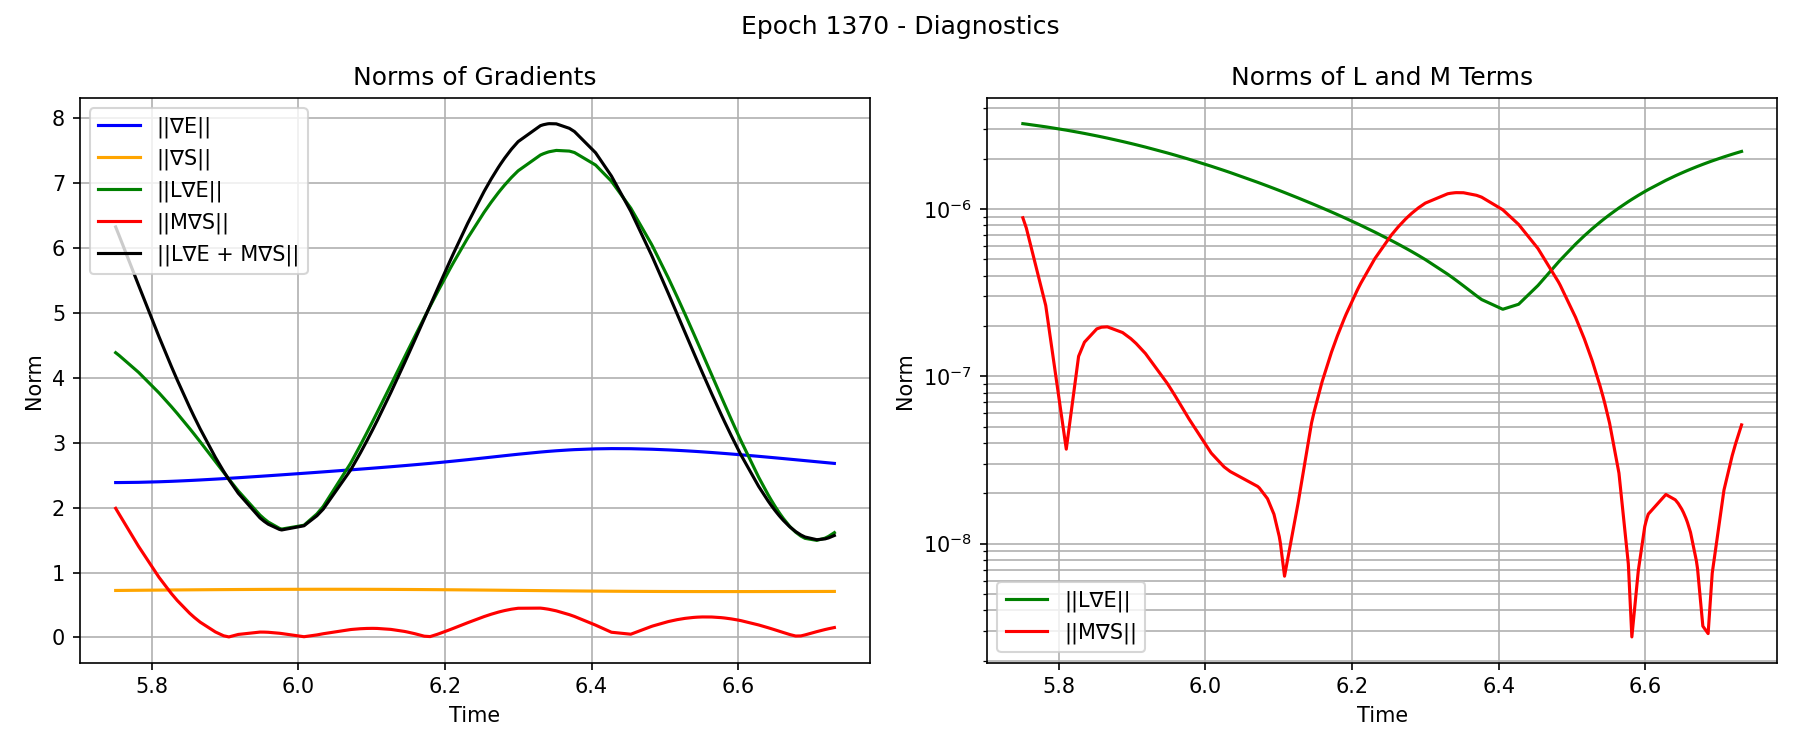 Epoch 1370 - Diagnostics
Norms of Gradients
8
7
6
5
4
3
2
1
0
Norm
||∇E||
||∇S||
||L∇E||
||M∇S||
||L∇E + M∇S||
5.8 6.0 6.2 6.4 6.6
Time
Norms of L and M Terms
10⁻⁶
10⁻⁷
10⁻⁸
Norm
||L∇E||
||M∇S||
5.8 6.0 6.2 6.4 6.6
Time